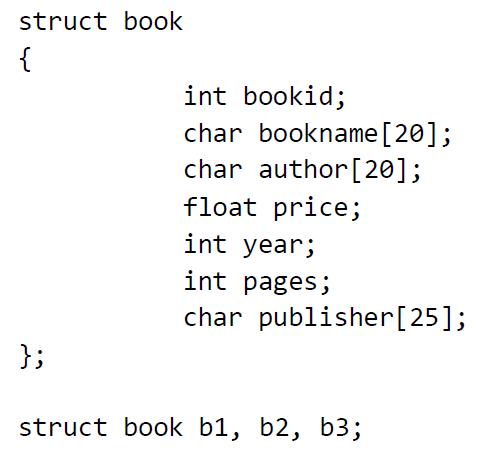 struct book
{
int bookid;
char bookname[20];
char author[20];
float price;
int year;
int pages;
char publisher[25];
};
struct book b1, b2, b3;